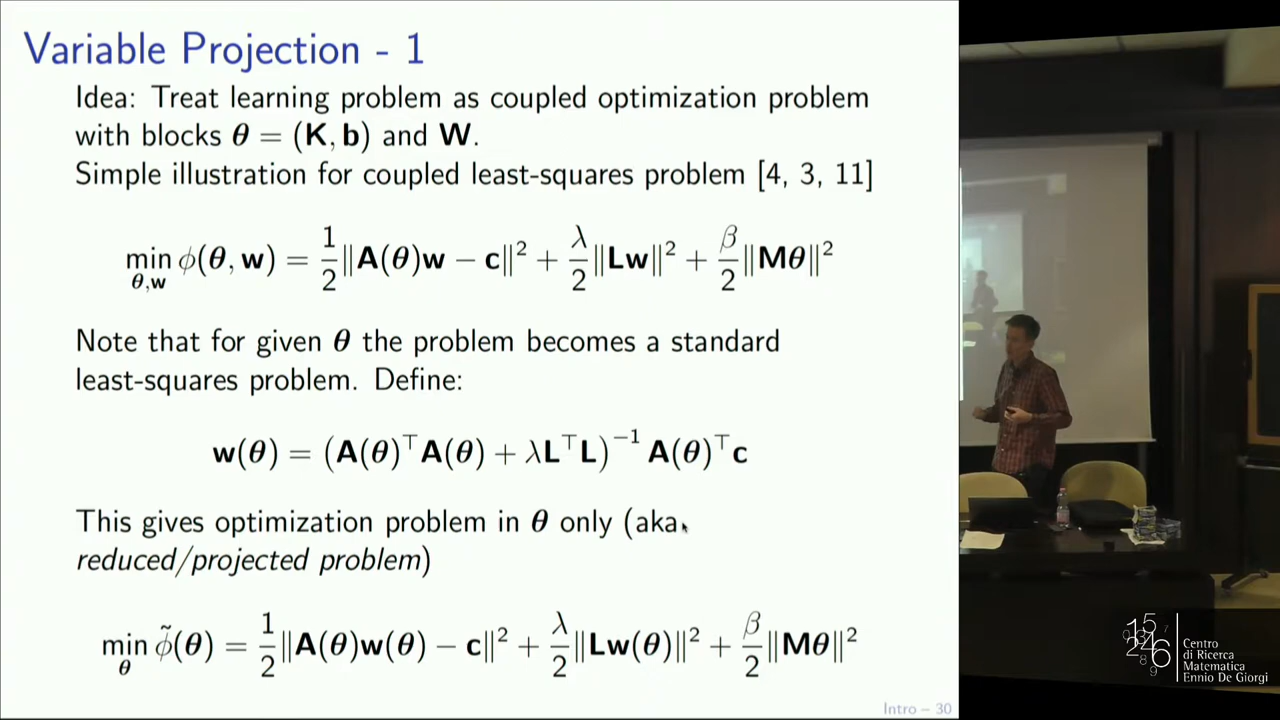 Variable Projection - 1
Idea: Treat learning problem as coupled optimization problem
with blocks θ = (K, b) and W.
Simple illustration for coupled least-squares problem [4, 3, 11]
min_{θ,w} ϕ(θ, w) = 1/2 ‖A(θ)w − c‖² + λ/2 ‖Lw‖² + β/2 ‖Mθ‖²
Note that for given θ the problem becomes a standard
least-squares problem. Define:
w(θ) = (A(θ)^⊤A(θ) + λL^⊤L)^{−1} A(θ)^⊤c
This gives optimization problem in θ only (aka
reduced/projected problem)
min_θ ϕ̃(θ) = 1/2 ‖A(θ)w(θ) − c‖² + λ/2 ‖Lw(θ)‖² + β/2 ‖Mθ‖²
Intro – 30
Centro
di Ricerca
Matematica
Ennio De Giorgi